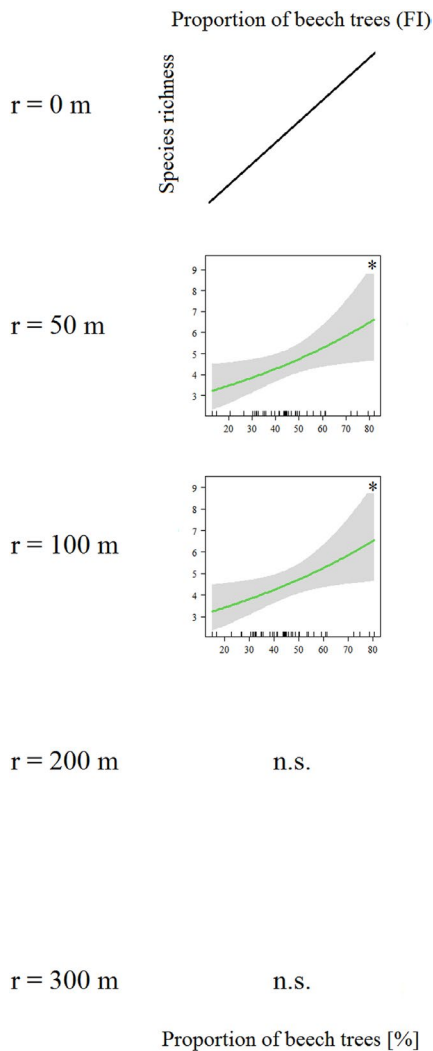 Proportion of beech trees (FI)
r = 0 m
Species richness
r = 50 m
*
9
8
7
6
5
4
3
20 30 40 50 60 70 80
r = 100 m
*
9
8
7
6
5
4
3
20 30 40 50 60 70 80
r = 200 m n.s.
r = 300 m n.s.
Proportion of beech trees [%]